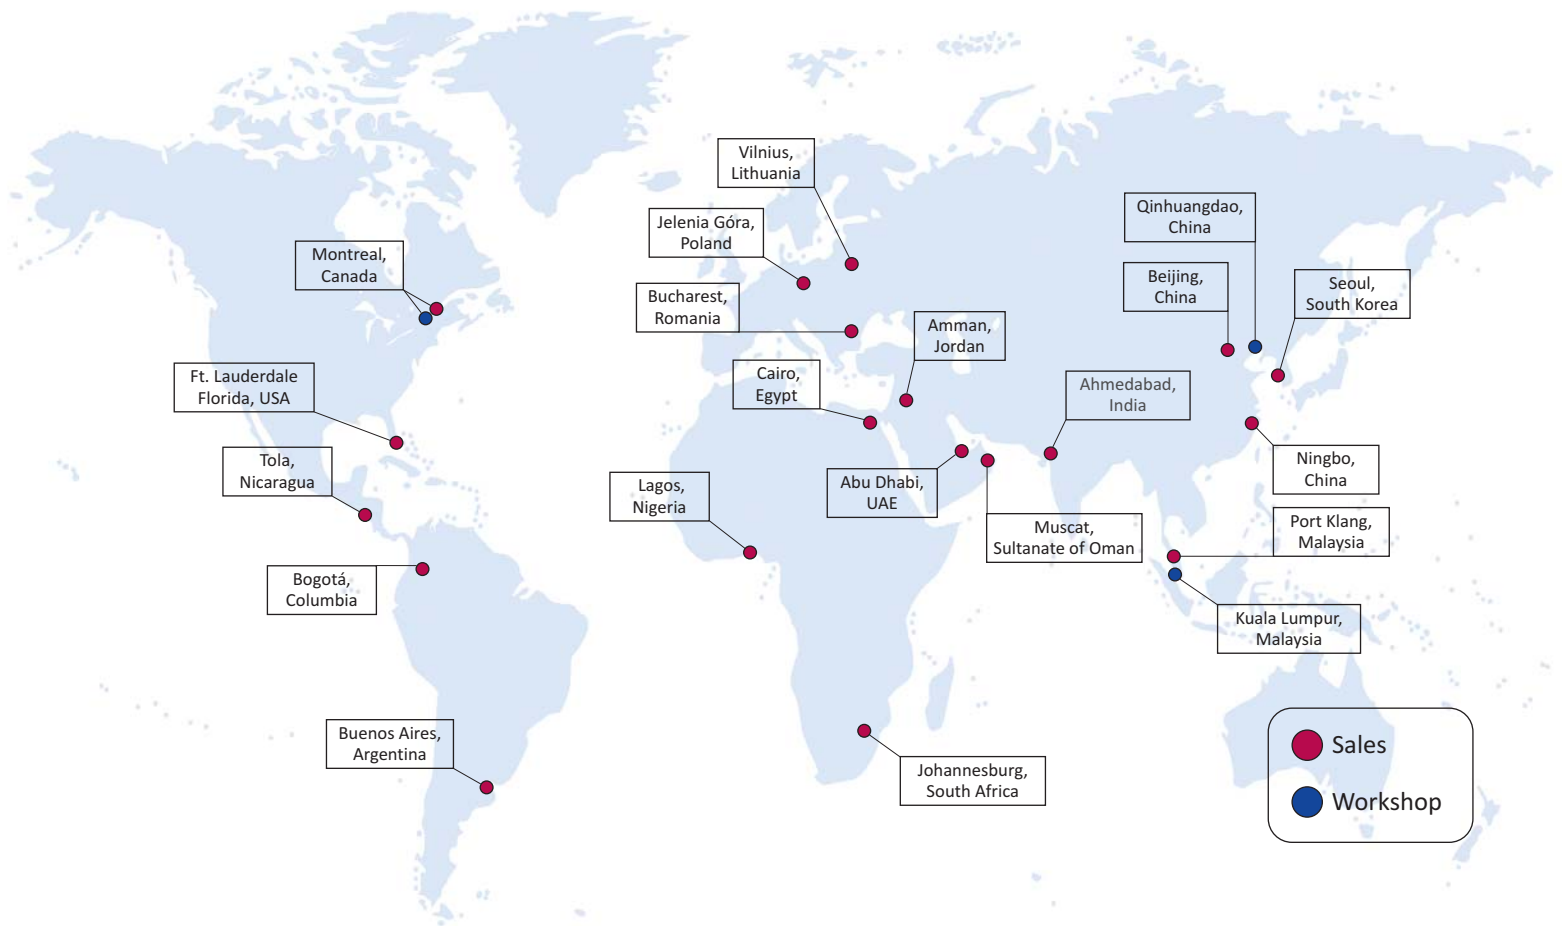 Vilnius,
Lithuania
Jelenia Góra,
Poland
Qinhuangdao,
China
Montreal,
Canada
Beijing,
China
Seoul,
South Korea
Bucharest,
Romania
Amman,
Jordan
Ft. Lauderdale
Florida, USA
Cairo,
Egypt
Ahmedabad,
India
Tola,
Nicaragua
Ningbo,
China
Lagos,
Nigeria
Abu Dhabi,
UAE
Muscat,
Sultanate of Oman
Port Klang,
Malaysia
Bogotá,
Columbia
Kuala Lumpur,
Malaysia
Buenos Aires,
Argentina
Johannesburg,
South Africa
Sales
Workshop